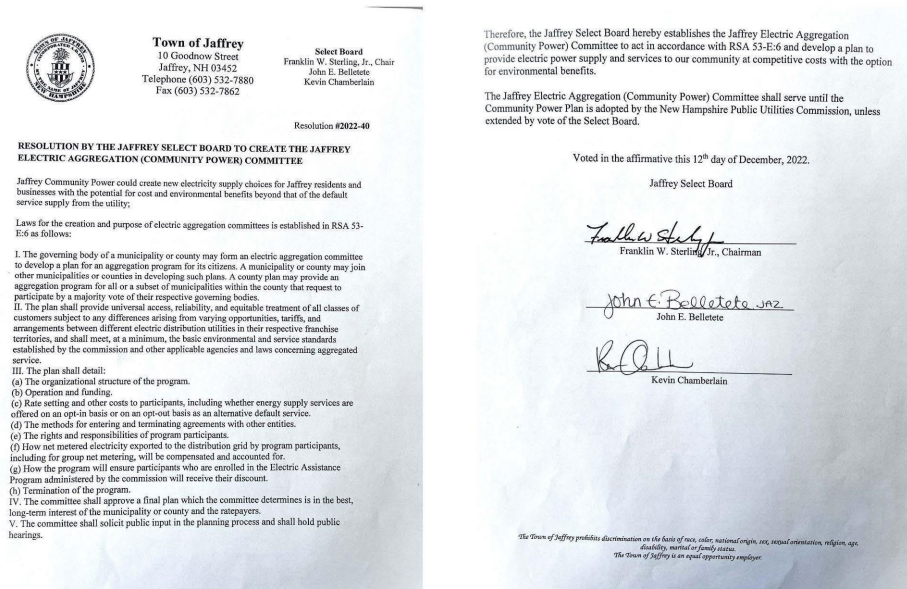 TOWN OF JAFFREY
Town of Jaffrey
10 Goodnow Street
Jaffrey, NH 03452
Telephone (603) 532-7880
Fax (603) 532-7862
Select Board
Franklin W. Sterling, Jr., Chair
John E. Belletete
Kevin Chamberlain
Resolution #2022-40
RESOLUTION BY THE JAFFREY SELECT BOARD TO CREATE THE JAFFREY
ELECTRIC AGGREGATION (COMMUNITY POWER) COMMITTEE
Jaffrey Community Power could create new electricity supply choices for Jaffrey residents and
businesses with the potential for cost and environmental benefits beyond that of the default
service supply from the utility;
Laws for the creation and purpose of electric aggregation committees is established in RSA 53-
E:6 as follows:
I. The governing body of a municipality or county may form an electric aggregation committee
to develop a plan for an aggregation program for its citizens. A municipality or county may join
other municipalities or counties in developing such plans. A county plan may provide an
aggregation program for all or a subset of municipalities within the county that request to
participate by a majority vote of their respective governing bodies.
II. The plan shall provide universal access, reliability, and equitable treatment of all classes of
customers subject to any differences arising from varying opportunities, tariffs, and
arrangements between different electric distribution utilities in their respective franchise
territories, and shall meet, at a minimum, the basic environmental and service standards
established by the commission and other applicable agencies and laws concerning aggregated
service.
III. The plan shall detail:
(a) The organizational structure of the program.
(b) Operation and funding.
(c) Rate setting and other costs to participants, including whether energy supply services are
offered on an opt-in basis or on an opt-out basis as an alternative default service.
(d) The methods for entering and terminating agreements with other entities.
(e) The rights and responsibilities of program participants.
(f) How net metered electricity exported to the distribution grid by program participants,
including for group net metering, will be compensated and accounted for.
(g) How the program will ensure participants who are enrolled in the Electric Assistance
Program administered by the commission will receive their discount.
(h) Termination of the program.
IV. The committee shall approve a final plan which the committee determines is in the best,
long-term interest of the municipality or county and the ratepayers.
V. The committee shall solicit public input in the planning process and shall hold public
hearings.
Therefore, the Jaffrey Select Board hereby establishes the Jaffrey Electric Aggregation
(Community Power) Committee to act in accordance with RSA 53-E:6 and develop a plan to
provide electric power supply and services to our community at competitive costs with the option
for environmental benefits.
The Jaffrey Electric Aggregation (Community Power) Committee shall serve until the
Community Power Plan is adopted by the New Hampshire Public Utilities Commission, unless
extended by vote of the Select Board.
Voted in the affirmative this 12th day of December, 2022.
Jaffrey Select Board
Franklin W. Sterling, Jr., Chairman
John E. Belletete JAZ
John E. Belletete
Kevin Chamberlain
The Town of Jaffrey prohibits discrimination on the basis of race, color, national origin, sex, sexual orientation, religion, age,
disability, marital or family status.
The Town of Jaffrey is an equal opportunity employer.